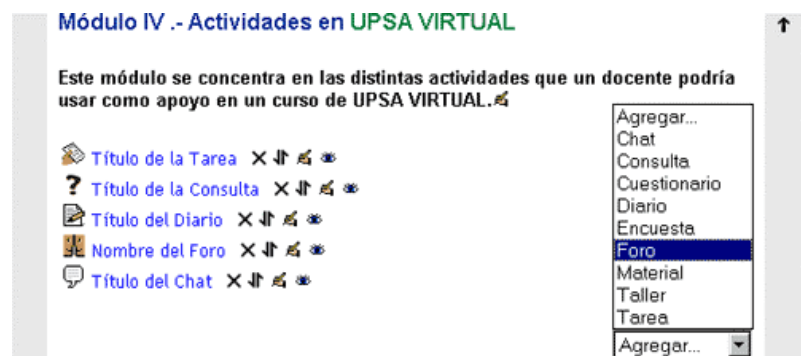 Módulo IV .- Actividades en UPSA VIRTUAL
Este módulo se concentra en las distintas actividades que un docente podría
usar como apoyo en un curso de UPSA VIRTUAL.
Título de la Tarea
Título de la Consulta
Título del Diario
Nombre del Foro
Título del Chat
Agregar...
Chat
Consulta
Cuestionario
Diario
Encuesta
Foro
Material
Taller
Tarea
Agregar...